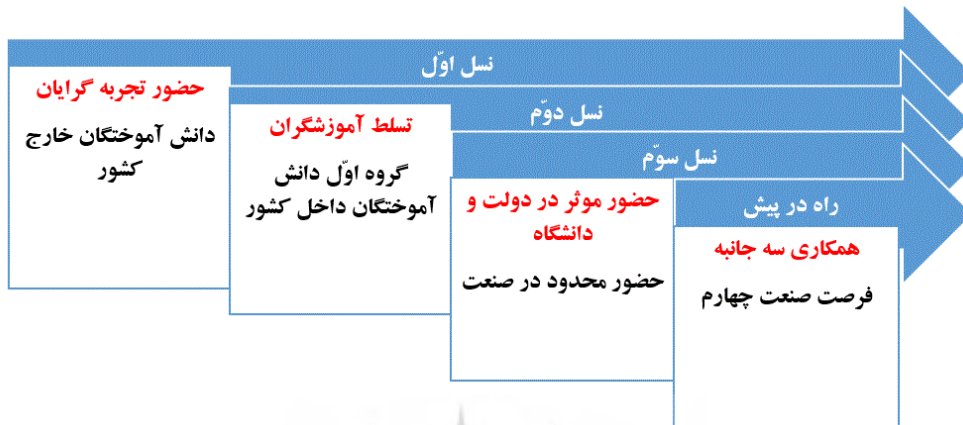 نسل اوّل
حضور تجربه گرایان
دانش آموختگان خارج
کشور
نسل دوّم
تسلط آموزشگران
گروه اوّل دانش
آموختگان داخل کشور
نسل سوّم
حضور موثر در دولت و
دانشگاه
حضور محدود در صنعت
راه در پیش
همکاری سه جانبه
فرصت صنعت چهارم